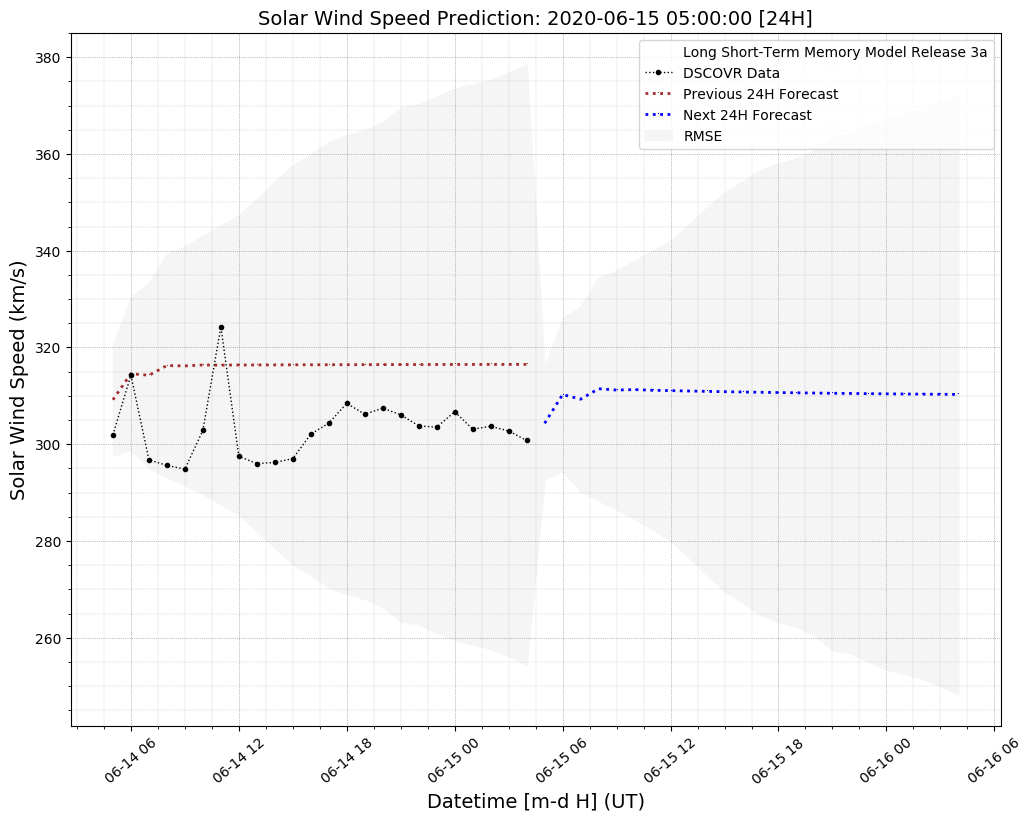 Solar Wind Speed Prediction: 2020-06-15 05:00:00 [24H]
Long Short-Term Memory Model Release 3a
DSCOVR Data
Previous 24H Forecast
Next 24H Forecast
RMSE
Solar Wind Speed (km/s)
380
360
340
320
300
280
260
06-14 06
06-14 12
06-14 18
06-15 00
06-15 06
06-15 12
06-15 18
06-16 00
06-16 06
Datetime [m-d H] (UT)